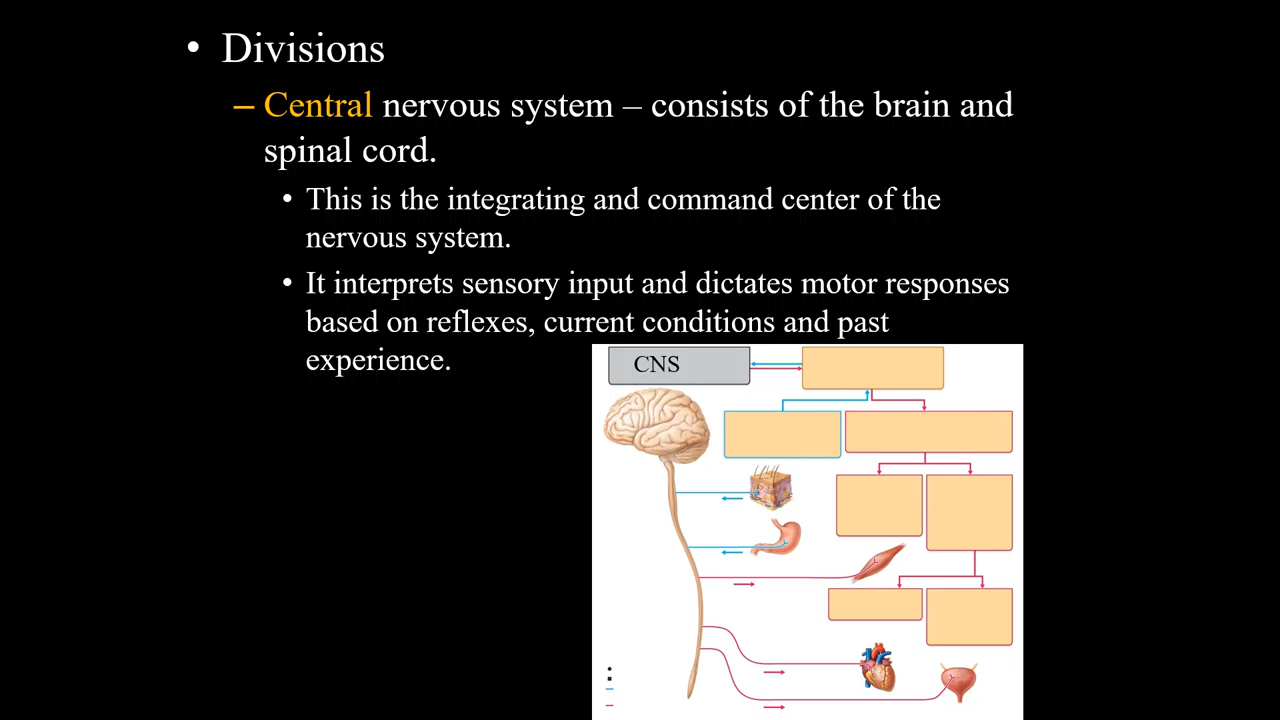 • Divisions
– Central nervous system – consists of the brain and
spinal cord.
• This is the integrating and command center of the
nervous system.
• It interprets sensory input and dictates motor responses
based on reflexes, current conditions and past
experience.
CNS